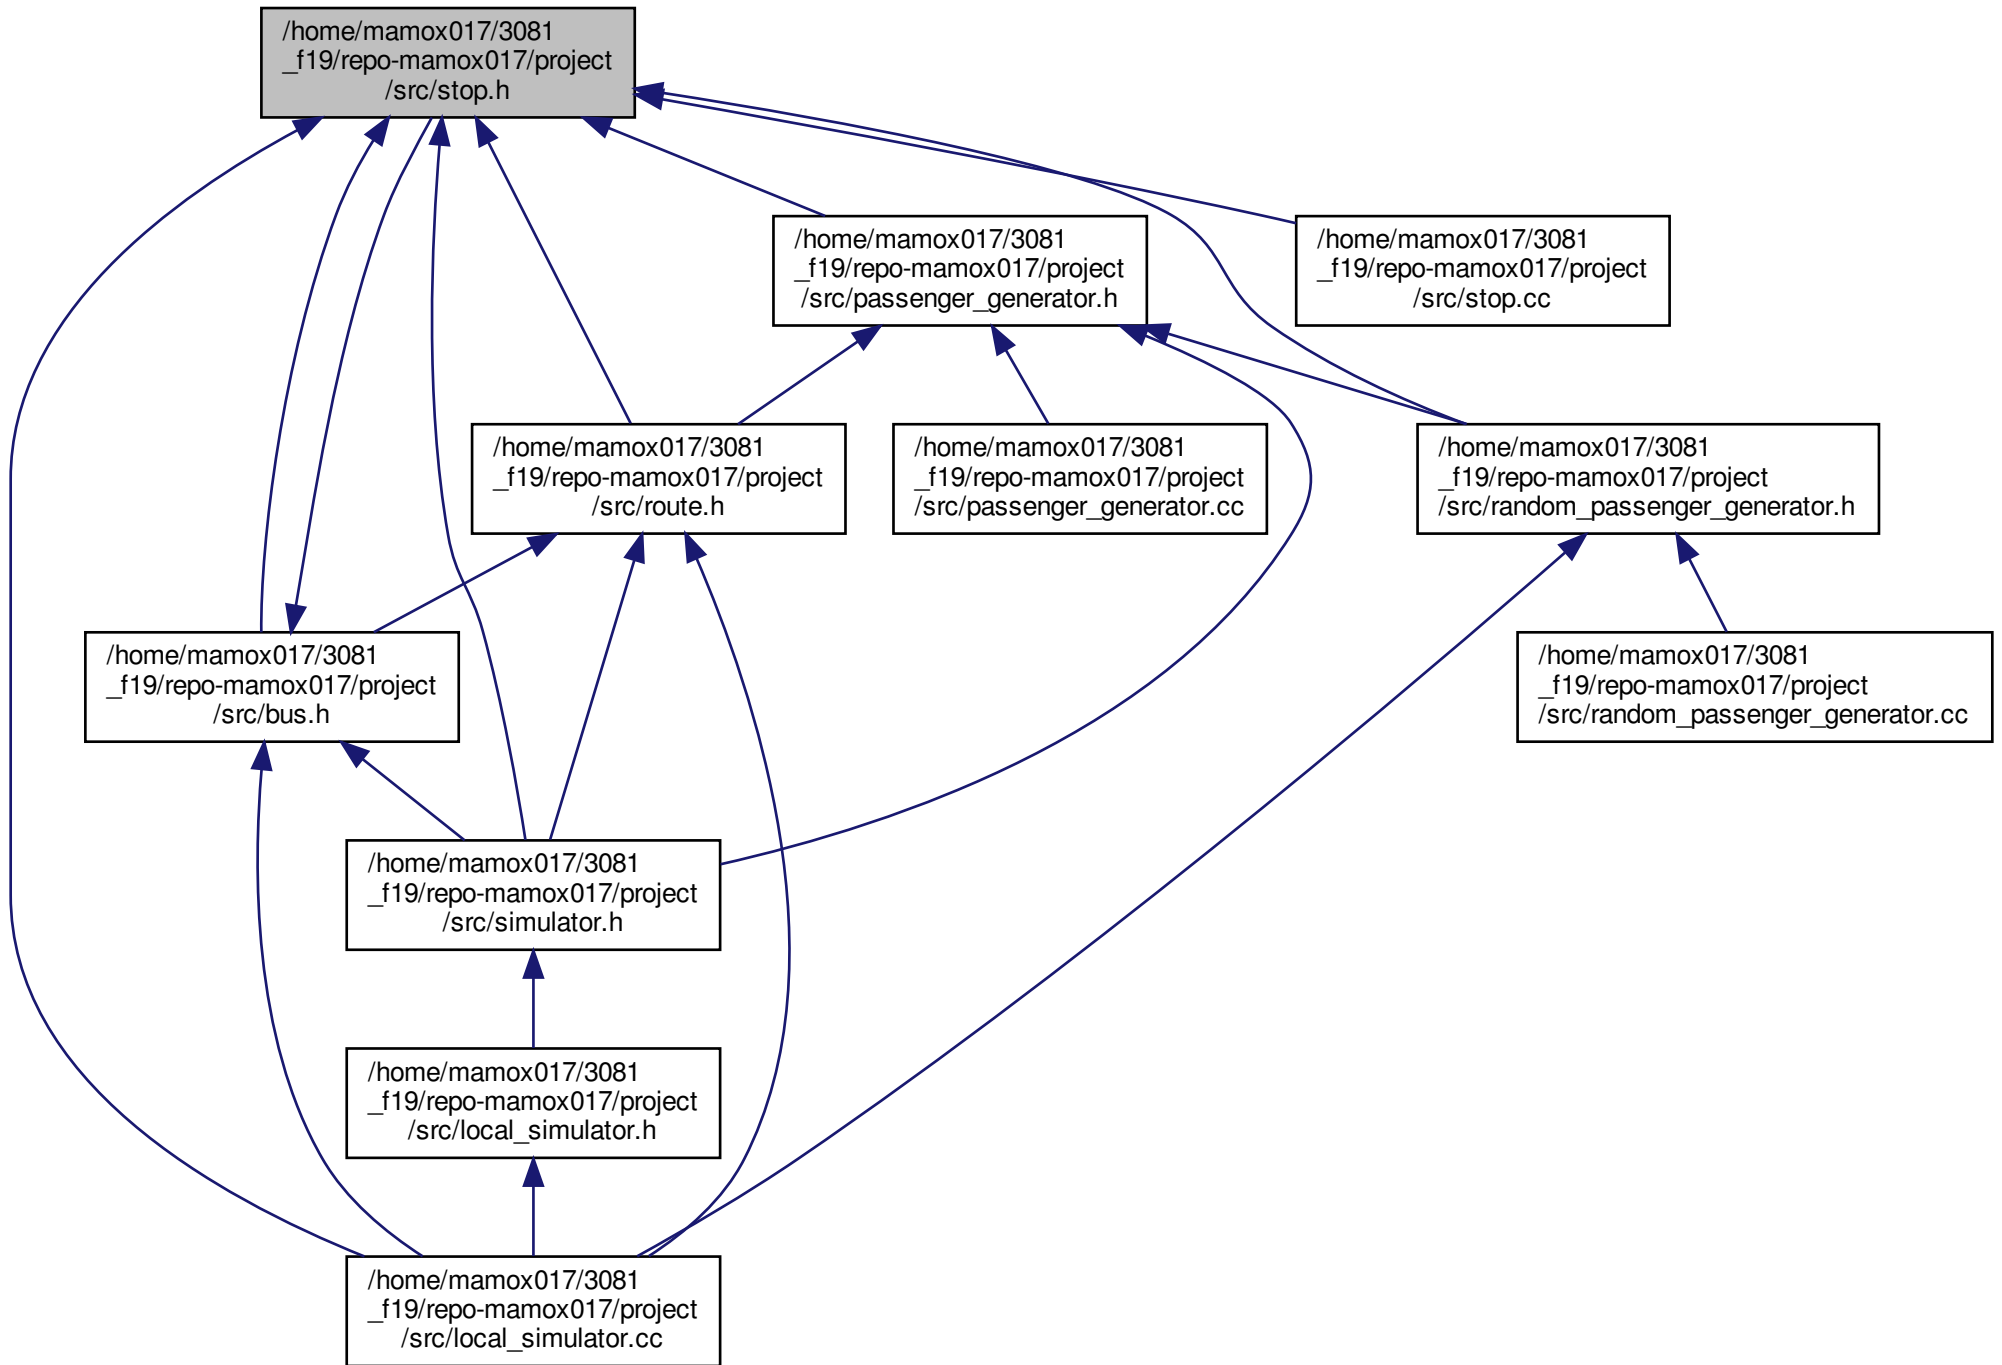 /home/mamox017/3081
_f19/repo-mamox017/project
/src/stop.h
/home/mamox017/3081
_f19/repo-mamox017/project
/src/passenger_generator.h
/home/mamox017/3081
_f19/repo-mamox017/project
/src/stop.cc
/home/mamox017/3081
_f19/repo-mamox017/project
/src/route.h
/home/mamox017/3081
_f19/repo-mamox017/project
/src/passenger_generator.cc
/home/mamox017/3081
_f19/repo-mamox017/project
/src/random_passenger_generator.h
/home/mamox017/3081
_f19/repo-mamox017/project
/src/bus.h
/home/mamox017/3081
_f19/repo-mamox017/project
/src/random_passenger_generator.cc
/home/mamox017/3081
_f19/repo-mamox017/project
/src/simulator.h
/home/mamox017/3081
_f19/repo-mamox017/project
/src/local_simulator.h
/home/mamox017/3081
_f19/repo-mamox017/project
/src/local_simulator.cc